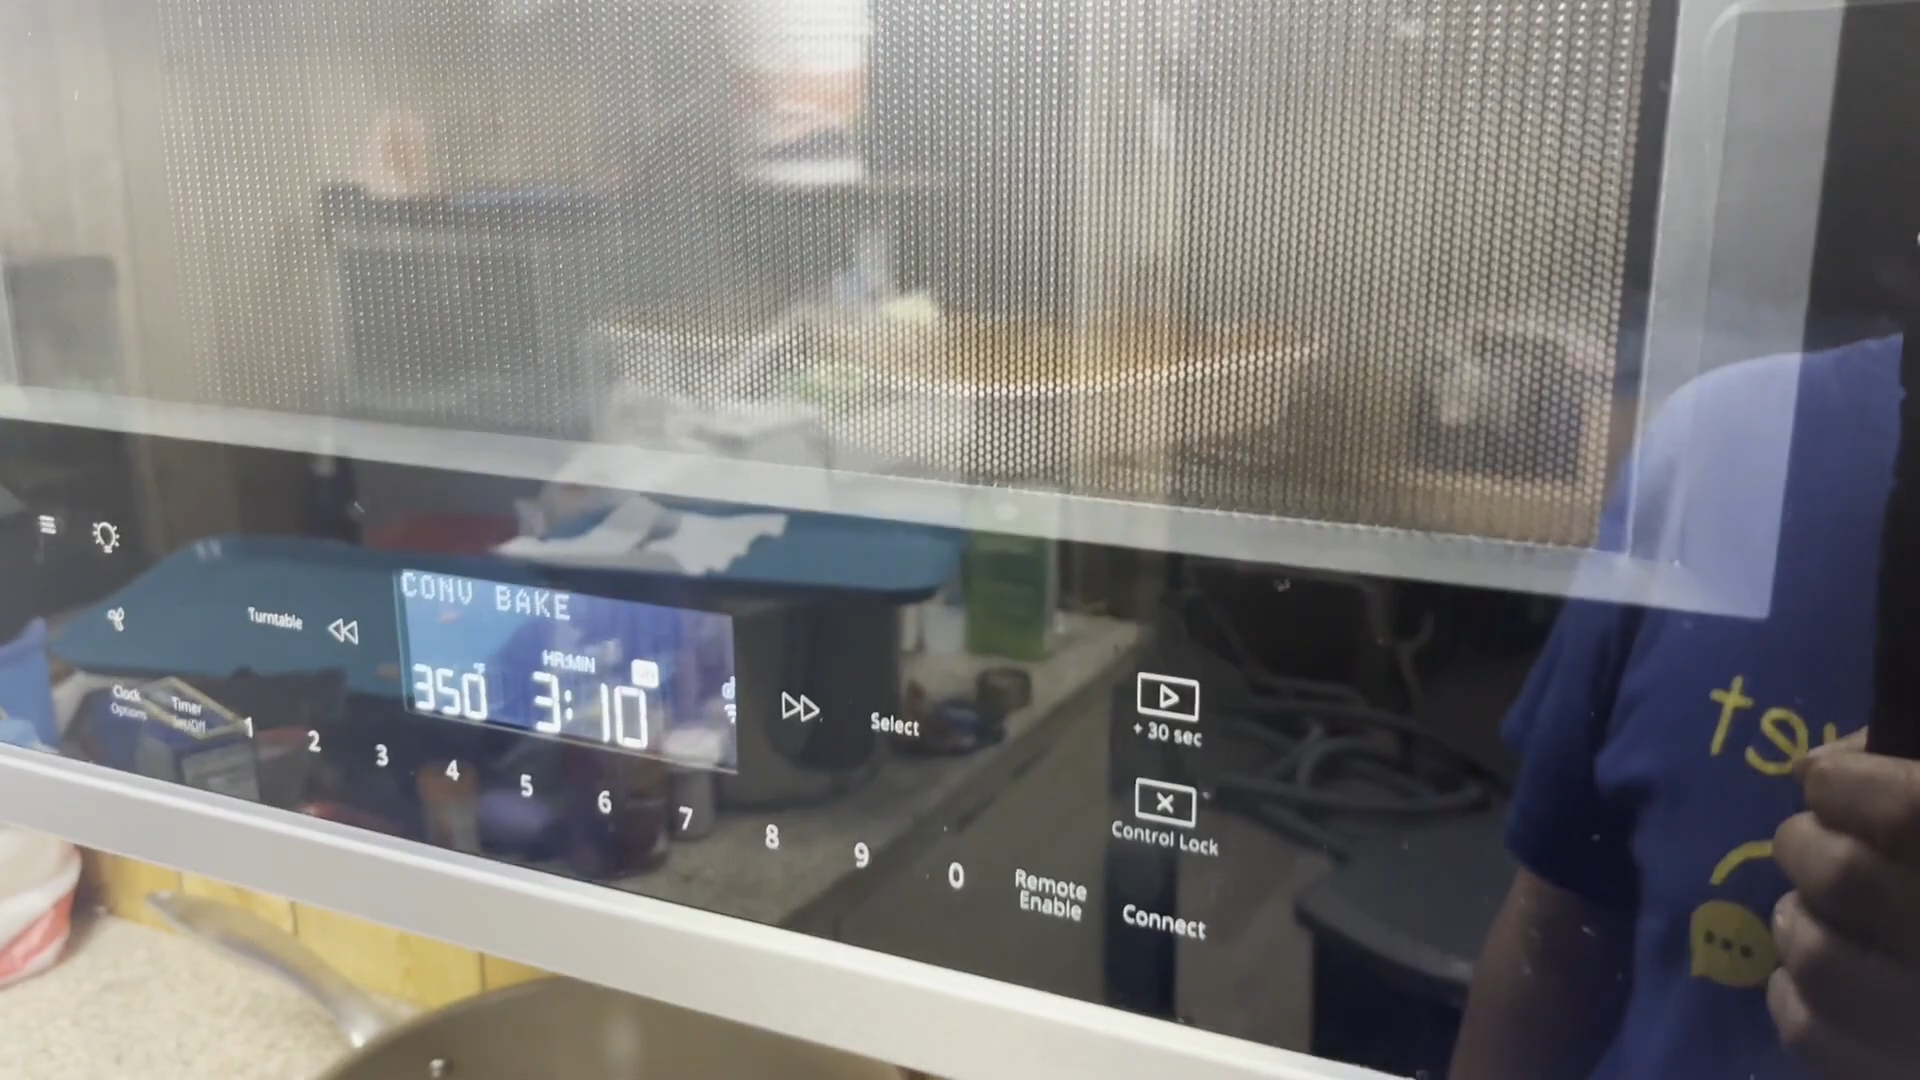 CONV BAKE
Turntable
350°F
HR:MIN
3:10
Clock
Options
Timer
Set/Off
Select
+ 30 sec
1 2 3 4 5 6 7 8 9 0
Control Lock
Remote
Enable
Connect